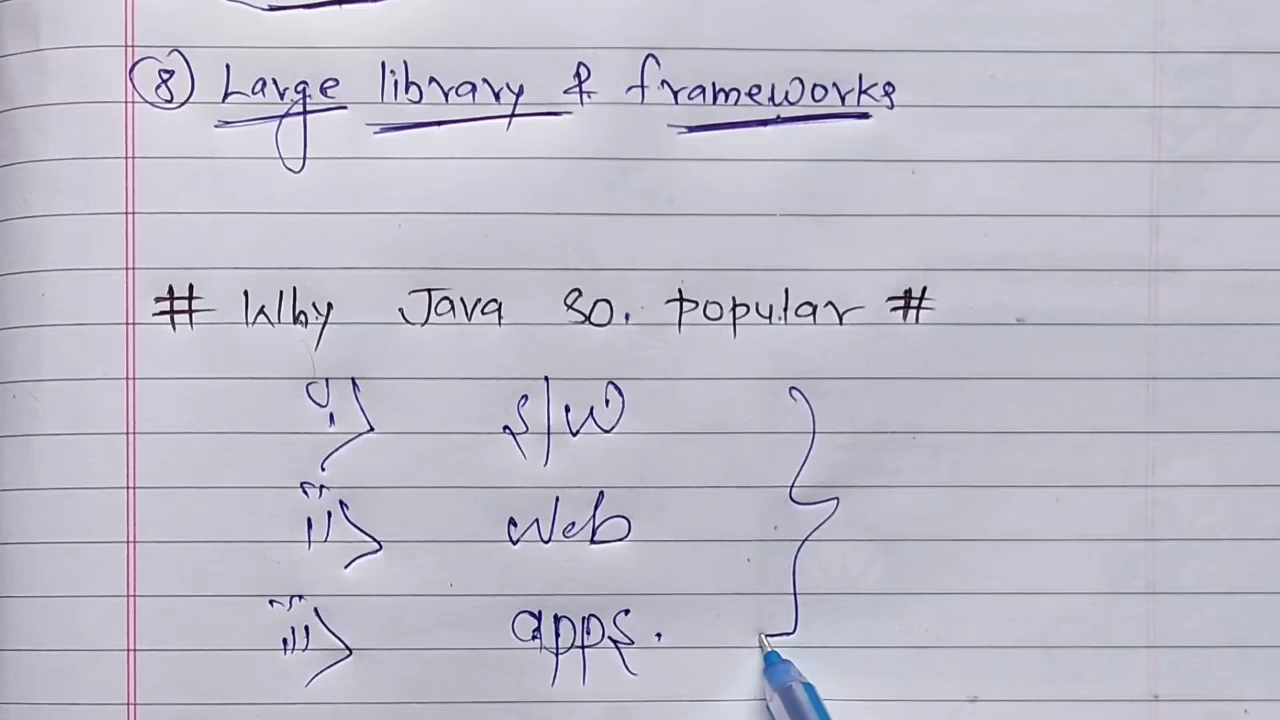 ⑧ Large library & frameworks
# Why Java so. popular #
i> S/W
ii> Web
iii> apps.